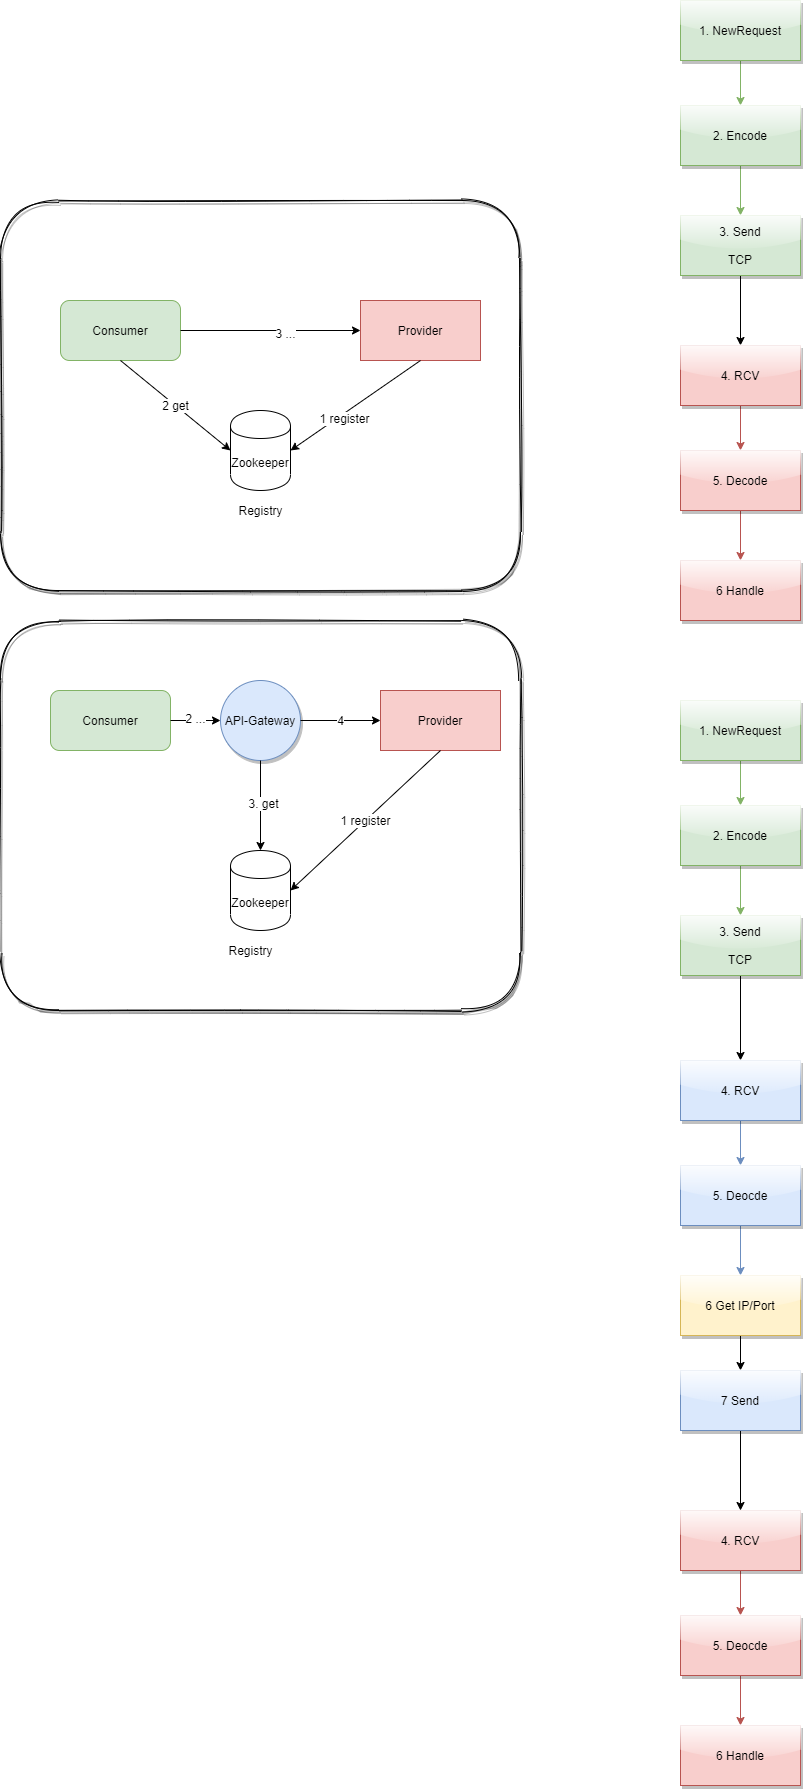 1. NewRequest
2. Encode
3. Send
TCP
4. RCV
5. Decode
6 Handle
Consumer
3 ...
Provider
2 get
1 register
Zookeeper
Registry
Consumer
2 ...
API-Gateway
4
Provider
3. get
1 register
Zookeeper
Registry
1. NewRequest
2. Encode
3. Send
TCP
4. RCV
5. Deocde
6 Get IP/Port
7 Send
4. RCV
5. Deocde
6 Handle